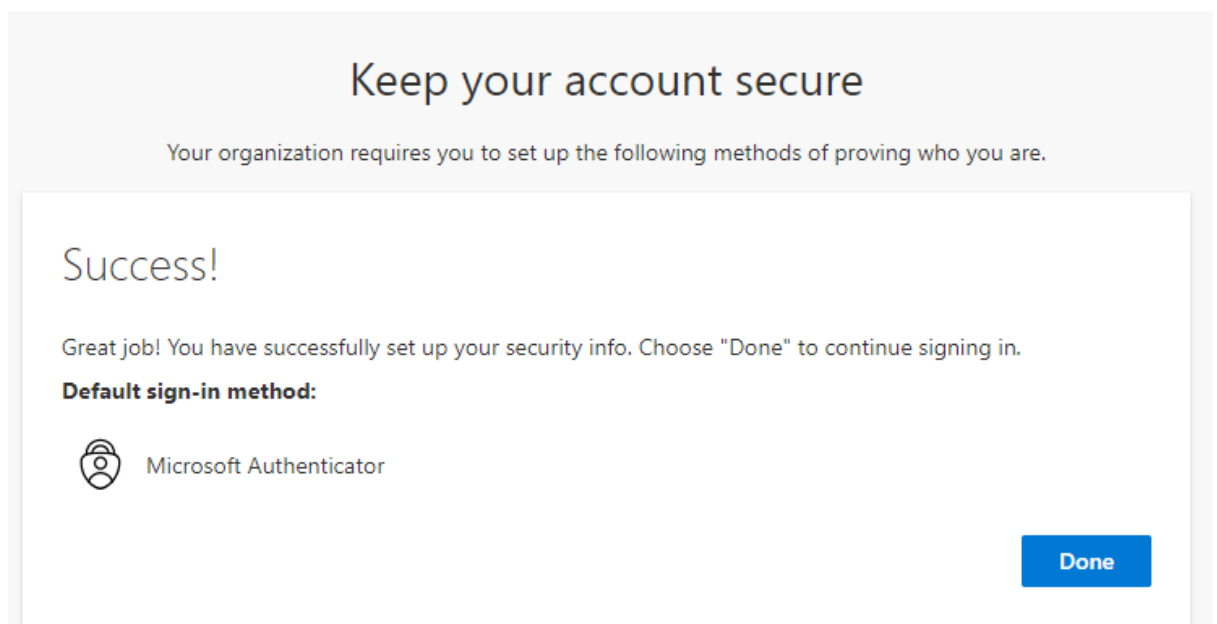 Keep your account secure
Your organization requires you to set up the following methods of proving who you are.
Success!
Great job! You have successfully set up your security info. Choose "Done" to continue signing in.
Default sign-in method:
Microsoft Authenticator
Done